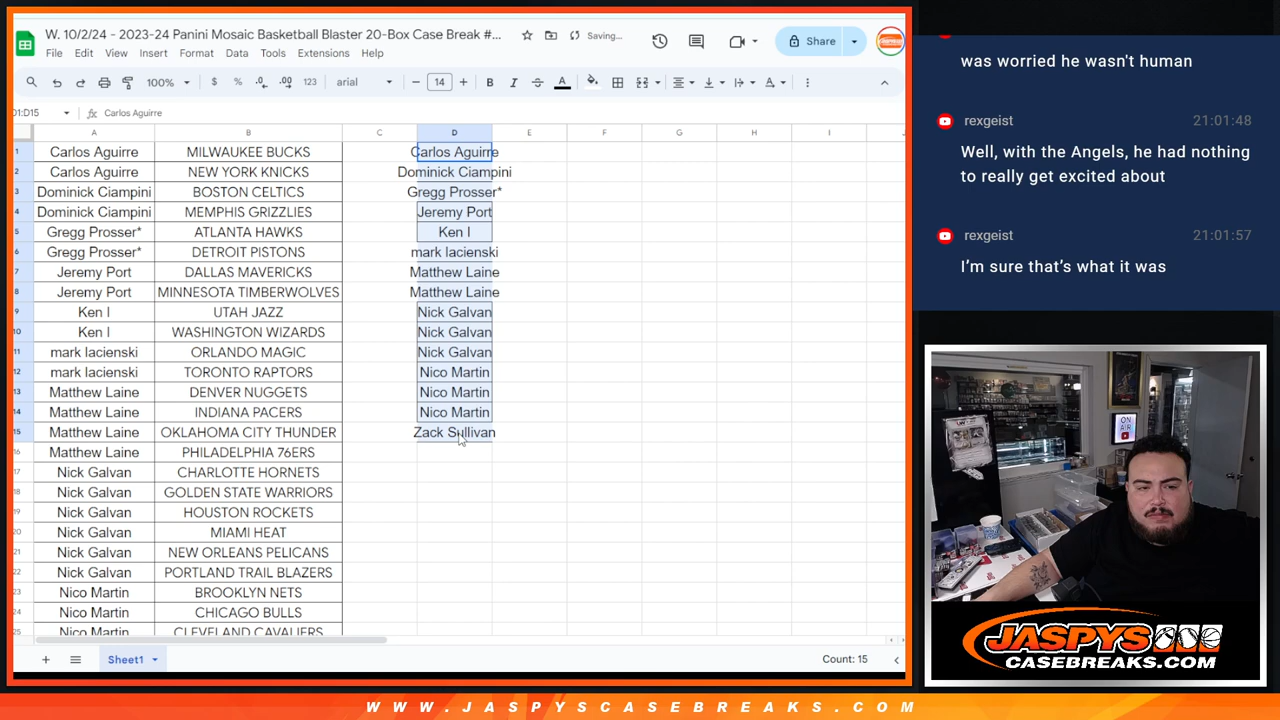 W. 10/2/24 - 2023-24 Panini Mosaic Basketball Blaster 20-Box Case Break #...
Saving...
Share
File Edit View Insert Format Data Tools Extensions Help
100% $ % .0 .00 123 arial 14 B I A
D1:D15 Carlos Aguirre
A B C D E F G H I
1 Carlos Aguirre MILWAUKEE BUCKS Carlos Aguirre
2 Carlos Aguirre NEW YORK KNICKS Dominick Ciampini
3 Dominick Ciampini BOSTON CELTICS Gregg Prosser*
4 Dominick Ciampini MEMPHIS GRIZZLIES Jeremy Port
5 Gregg Prosser* ATLANTA HAWKS Ken I
6 Gregg Prosser* DETROIT PISTONS mark lacienski
7 Jeremy Port DALLAS MAVERICKS Matthew Laine
8 Jeremy Port MINNESOTA TIMBERWOLVES Matthew Laine
9 Ken I UTAH JAZZ Nick Galvan
10 Ken I WASHINGTON WIZARDS Nick Galvan
11 mark lacienski ORLANDO MAGIC Nick Galvan
12 mark lacienski TORONTO RAPTORS Nico Martin
13 Matthew Laine DENVER NUGGETS Nico Martin
14 Matthew Laine INDIANA PACERS Nico Martin
15 Matthew Laine OKLAHOMA CITY THUNDER Zack Sullivan
16 Matthew Laine PHILADELPHIA 76ERS
17 Nick Galvan CHARLOTTE HORNETS
18 Nick Galvan GOLDEN STATE WARRIORS
19 Nick Galvan HOUSTON ROCKETS
20 Nick Galvan MIAMI HEAT
21 Nick Galvan NEW ORLEANS PELICANS
22 Nick Galvan PORTLAND TRAIL BLAZERS
23 Nico Martin BROOKLYN NETS
24 Nico Martin CHICAGO BULLS
25 Nico Martin CLEVELAND CAVALIERS
Sheet1
Count: 15
was worried he wasn't human
rexgeist 21:01:48
Well, with the Angels, he had nothing
to really get excited about
rexgeist 21:01:57
I'm sure that's what it was
ON
AIR
JASPYS
CASEBREAKS.COM
WWW.JASPYSCASEBREAKS.COM